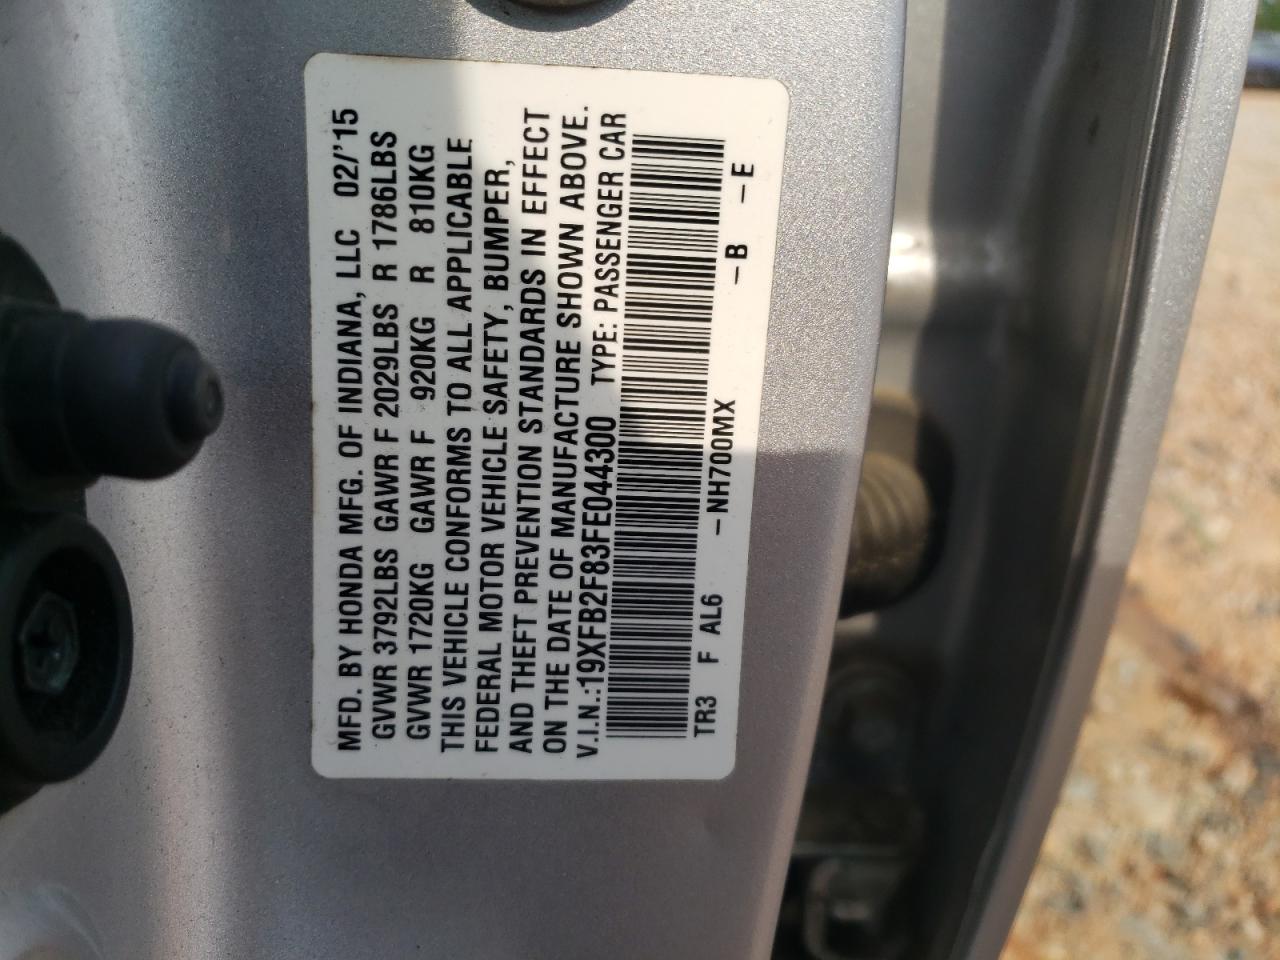 MFD. BY HONDA MFG. OF INDIANA, LLC 02/'15
GVWR 3792LBS GAWR F 2029LBS R 1786LBS
GVWR 1720KG GAWR F 920KG R 810KG
THIS VEHICLE CONFORMS TO ALL APPLICABLE
FEDERAL MOTOR VEHICLE SAFETY, BUMPER,
AND THEFT PREVENTION STANDARDS IN EFFECT
ON THE DATE OF MANUFACTURE SHOWN ABOVE.
V.I.N.:19XFB2F83FE044300 TYPE: PASSENGER CAR
TR3 F AL6 -NH700MX -B -E